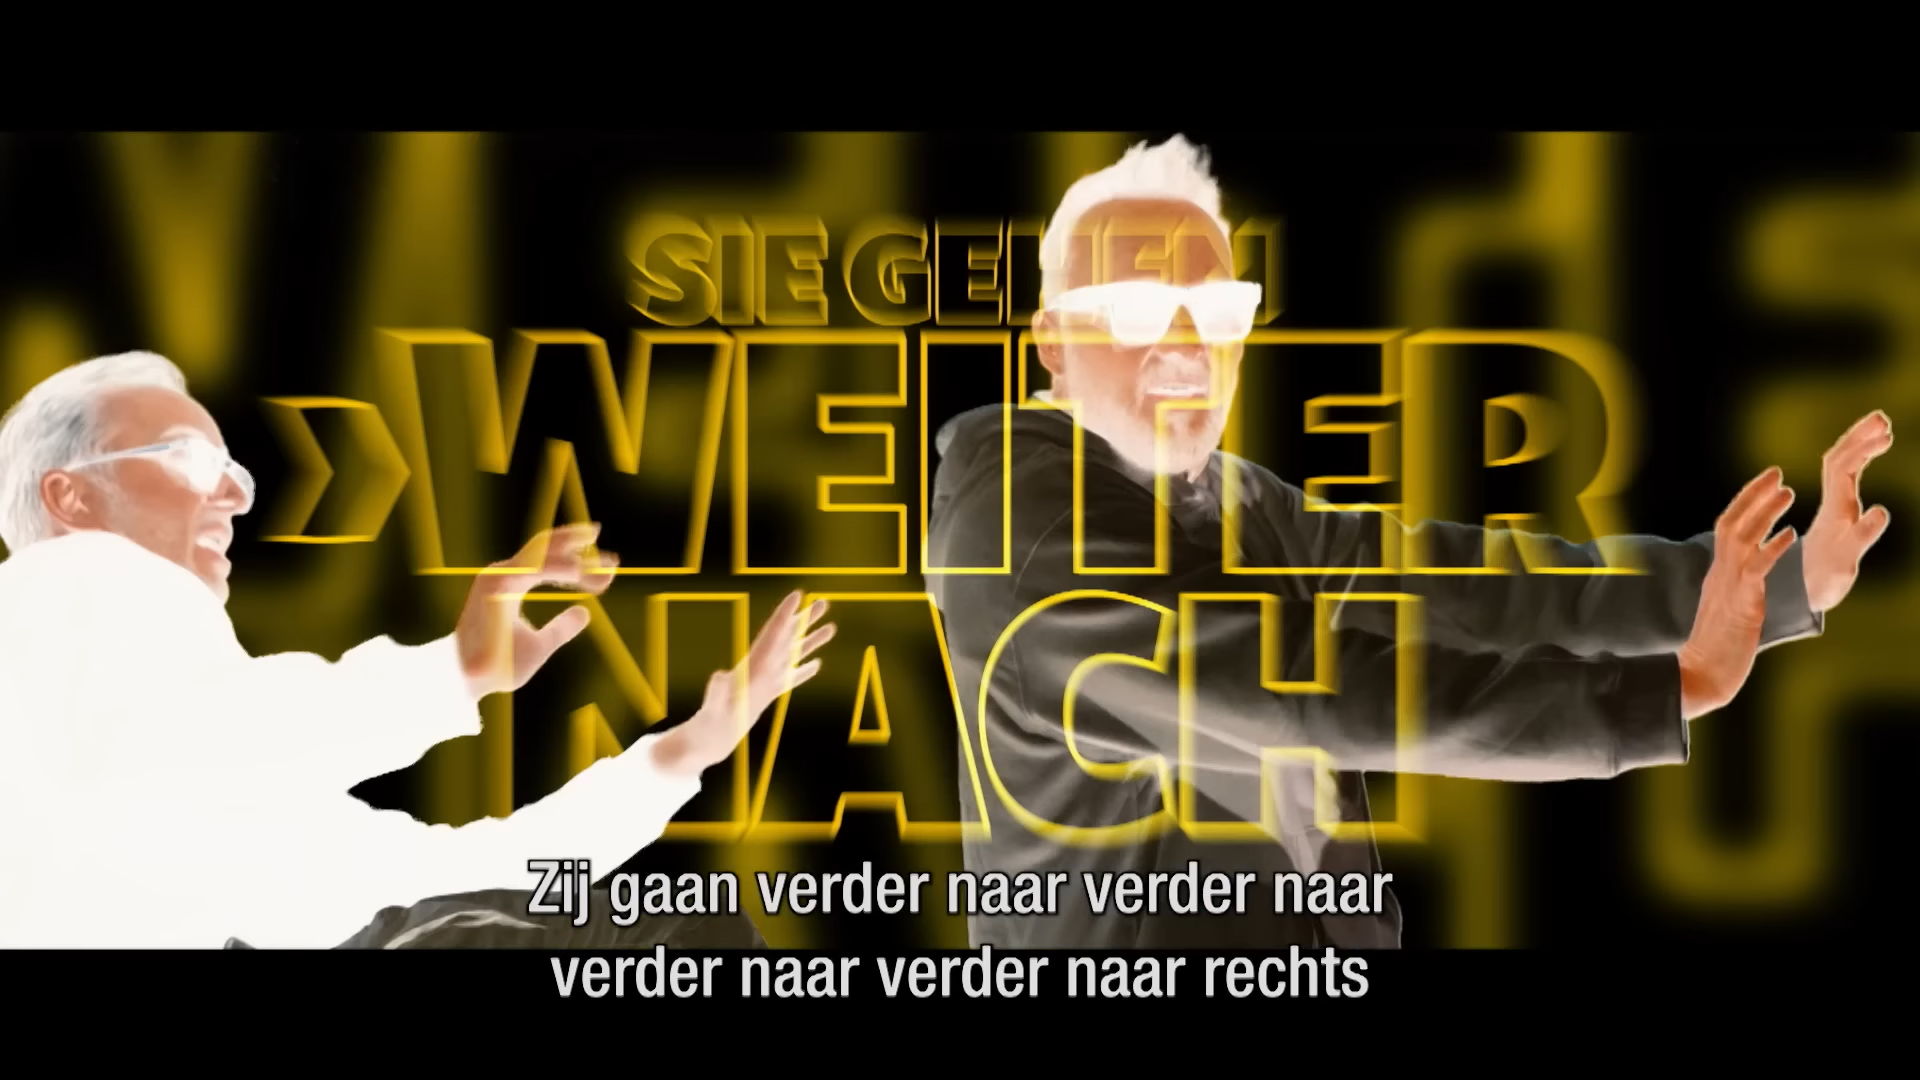 SIE GEHEN
WEITER
NACH
Zij gaan verder naar verder naar
verder naar verder naar rechts